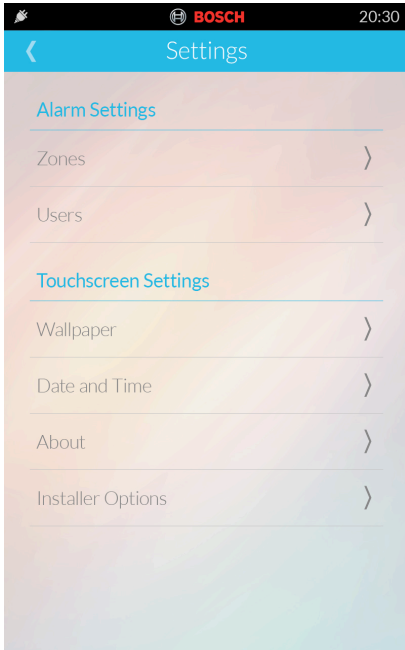 BOSCH 20:30
Settings
Alarm Settings
Zones
Users
Touchscreen Settings
Wallpaper
Date and Time
About
Installer Options